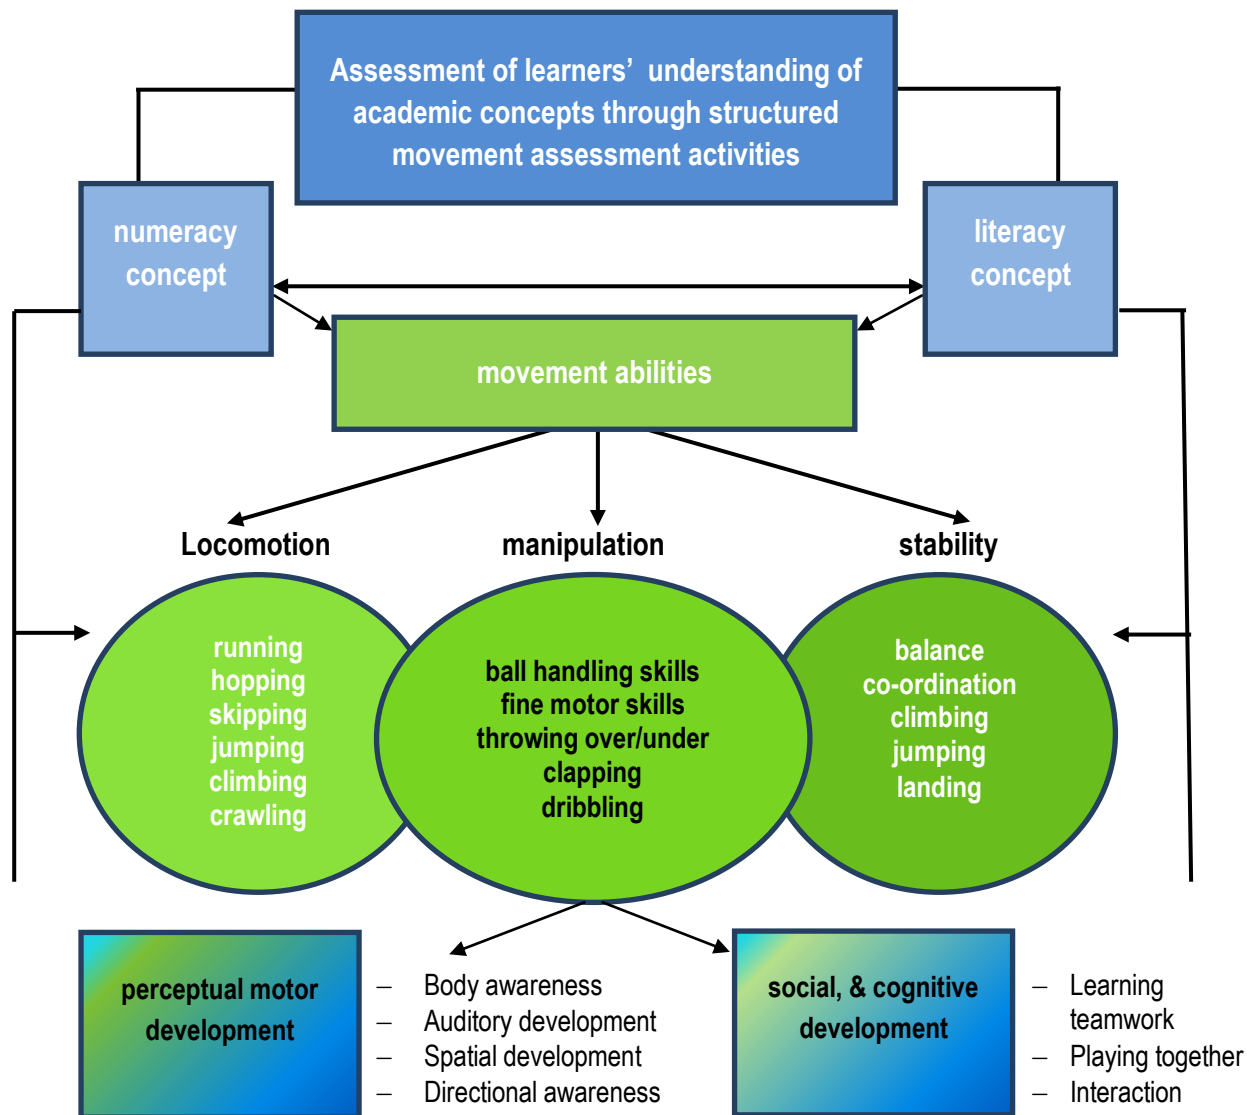 Assessment of learners’ understanding of
academic concepts through structured
movement assessment activities
numeracy
concept
literacy
concept
movement abilities
Locomotion
manipulation
stability
running
hopping
skipping
jumping
climbing
crawling
ball handling skills
fine motor skills
throwing over/under
clapping
dribbling
balance
co-ordination
climbing
jumping
landing
perceptual motor
development
– Body awareness
– Auditory development
– Spatial development
– Directional awareness
social, & cognitive
development
– Learning
teamwork
– Playing together
– Interaction